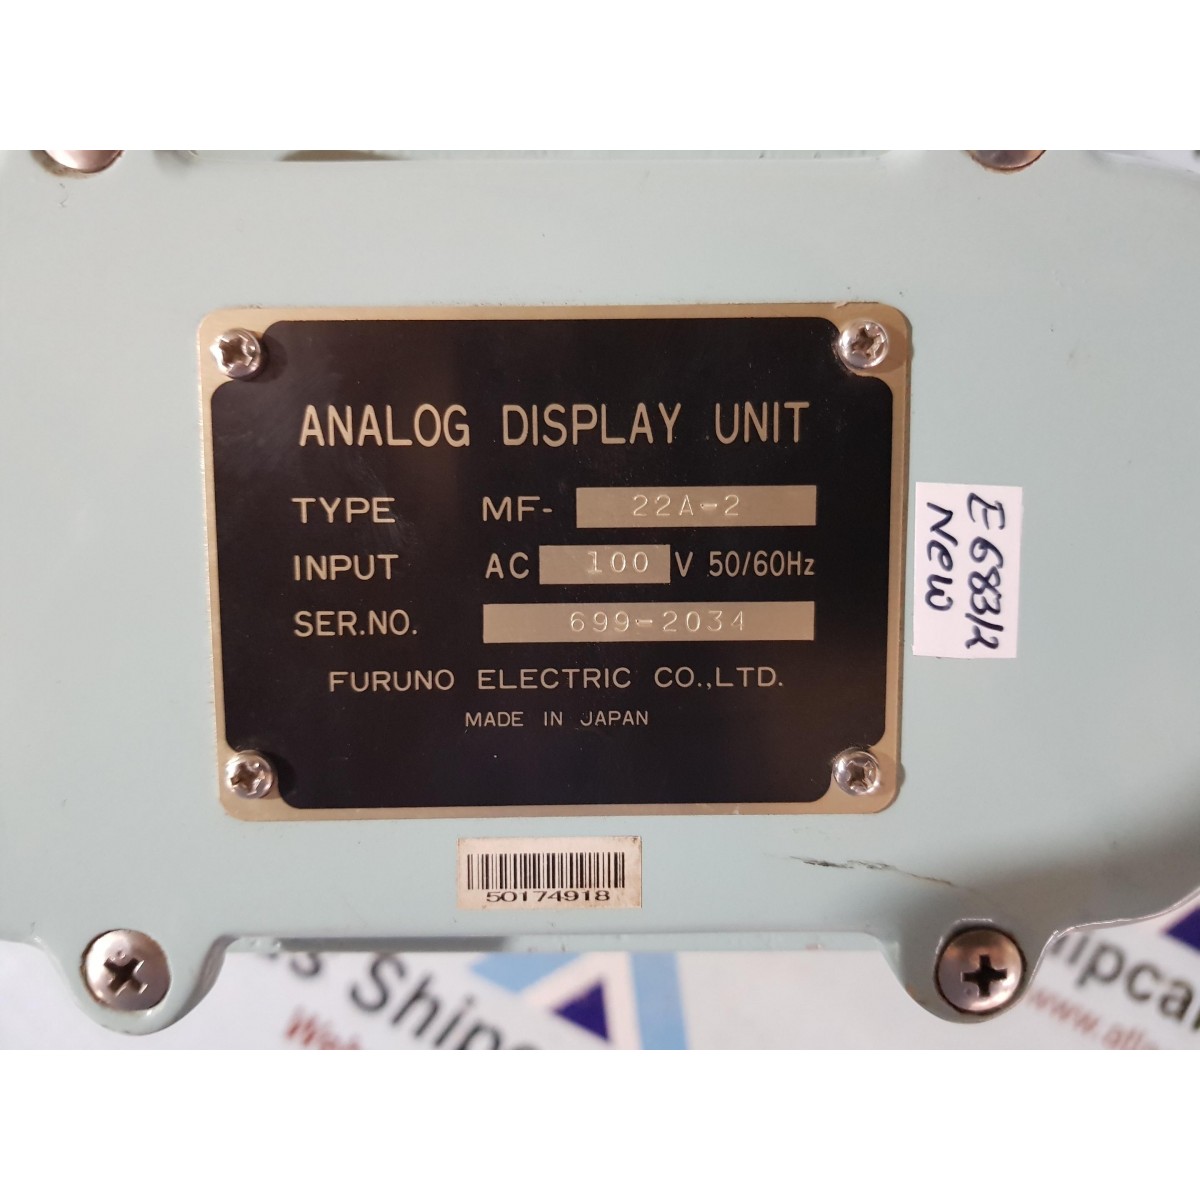 ANALOG DISPLAY UNIT
TYPE MF- 22A-2
INPUT AC 100 V 50/60Hz
SER.NO. 699-2034
FURUNO ELECTRIC CO.,LTD.
MADE IN JAPAN
E68312
New
50174918